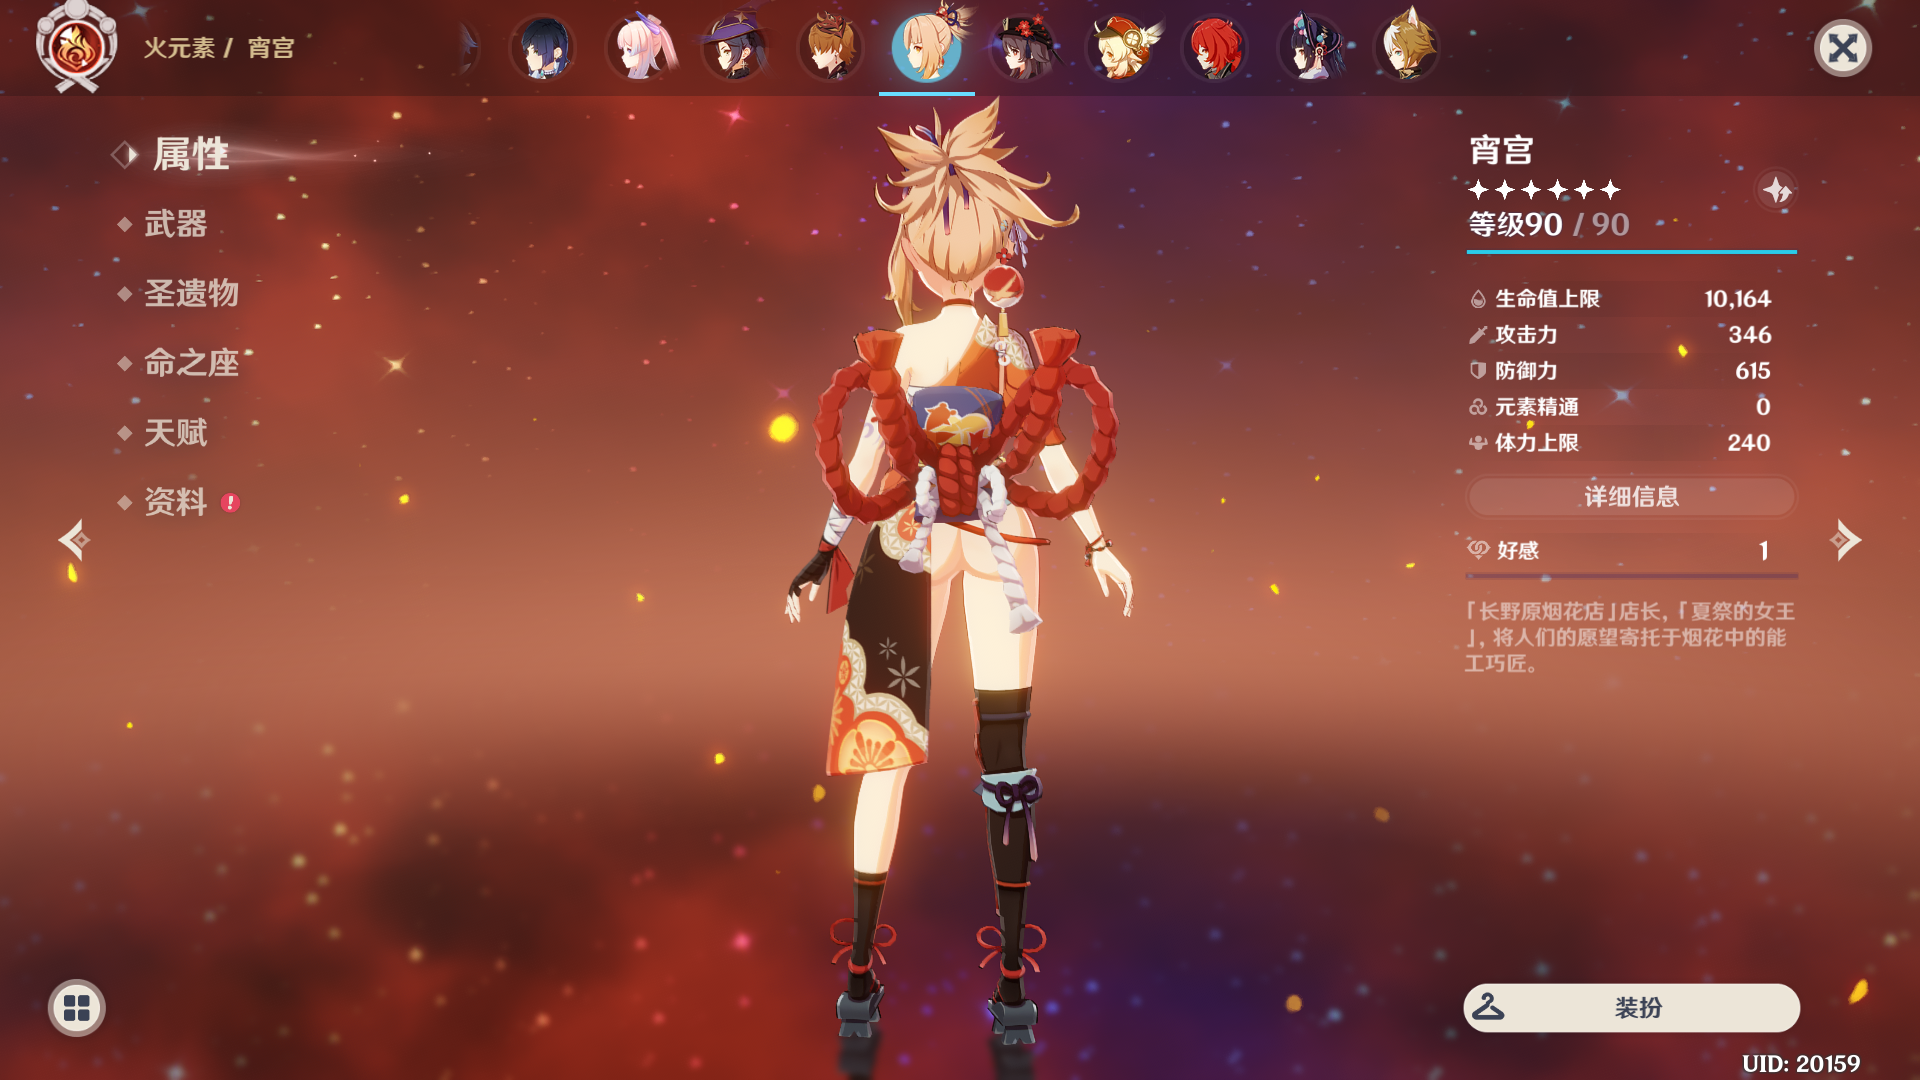 火元素 / 宵宫
属性
武器
圣遗物
命之座
天赋
资料
宵宫
等级90 / 90
生命值上限 10,164
攻击力 346
防御力 615
元素精通 0
体力上限 240
详细信息
好感 1
「长野原烟花店」店长，「夏祭的女王
」，将人们的愿望寄托于烟花中的能
工巧匠。
装扮
UID: 20159